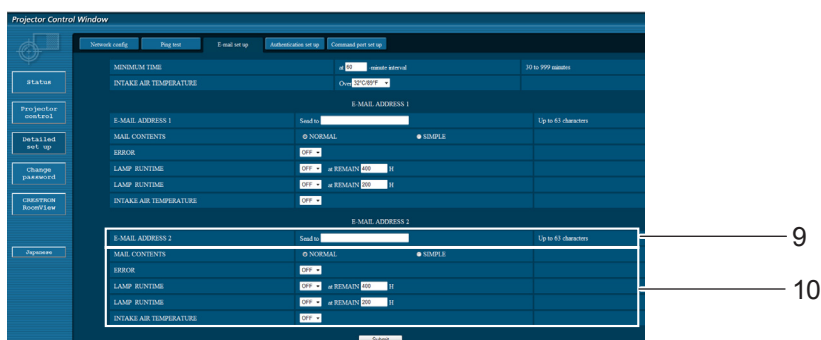 Projector Control Window
Network config Ping test E-mail set up Authentication set up Command port set up
MINIMUM TIME at 60 minute interval 30 to 999 minutes
Status
INTAKE AIR TEMPERATURE Over 32°C/89°F
E-MAIL ADDRESS 1
Projector control
E-MAIL ADDRESS 1 Send to Up to 63 characters
MAIL CONTENTS NORMAL SIMPLE
Detailed set up
ERROR OFF
LAMP RUNTIME OFF at REMAIN 400 H
Change password
LAMP RUNTIME OFF at REMAIN 200 H
INTAKE AIR TEMPERATURE OFF
CRESTRON RoomView
E-MAIL ADDRESS 2
E-MAIL ADDRESS 2 Send to Up to 63 characters 9
Japanese
MAIL CONTENTS NORMAL SIMPLE
ERROR OFF
LAMP RUNTIME OFF at REMAIN 400 H 10
LAMP RUNTIME OFF at REMAIN 200 H
INTAKE AIR TEMPERATURE OFF
Submit